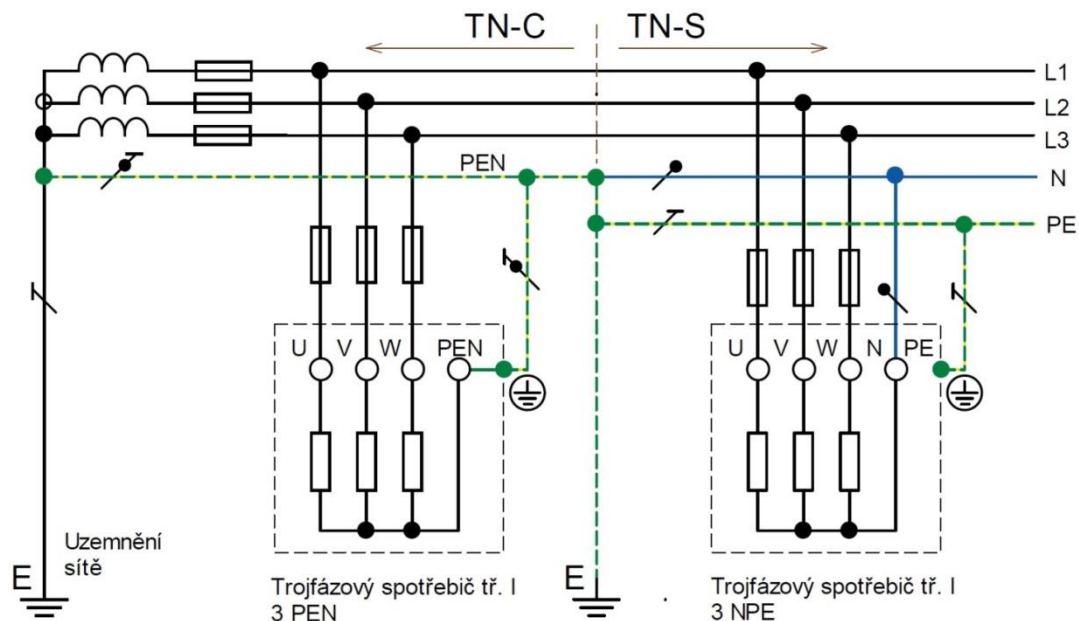 TN-C
TN-S
L1
L2
L3
PEN
N
PE
U V W PEN
U V W N PE
Uzemnění
sítě
E
E
Trojfázový spotřebič tř. I
3 PEN
Trojfázový spotřebič tř. I
3 NPE